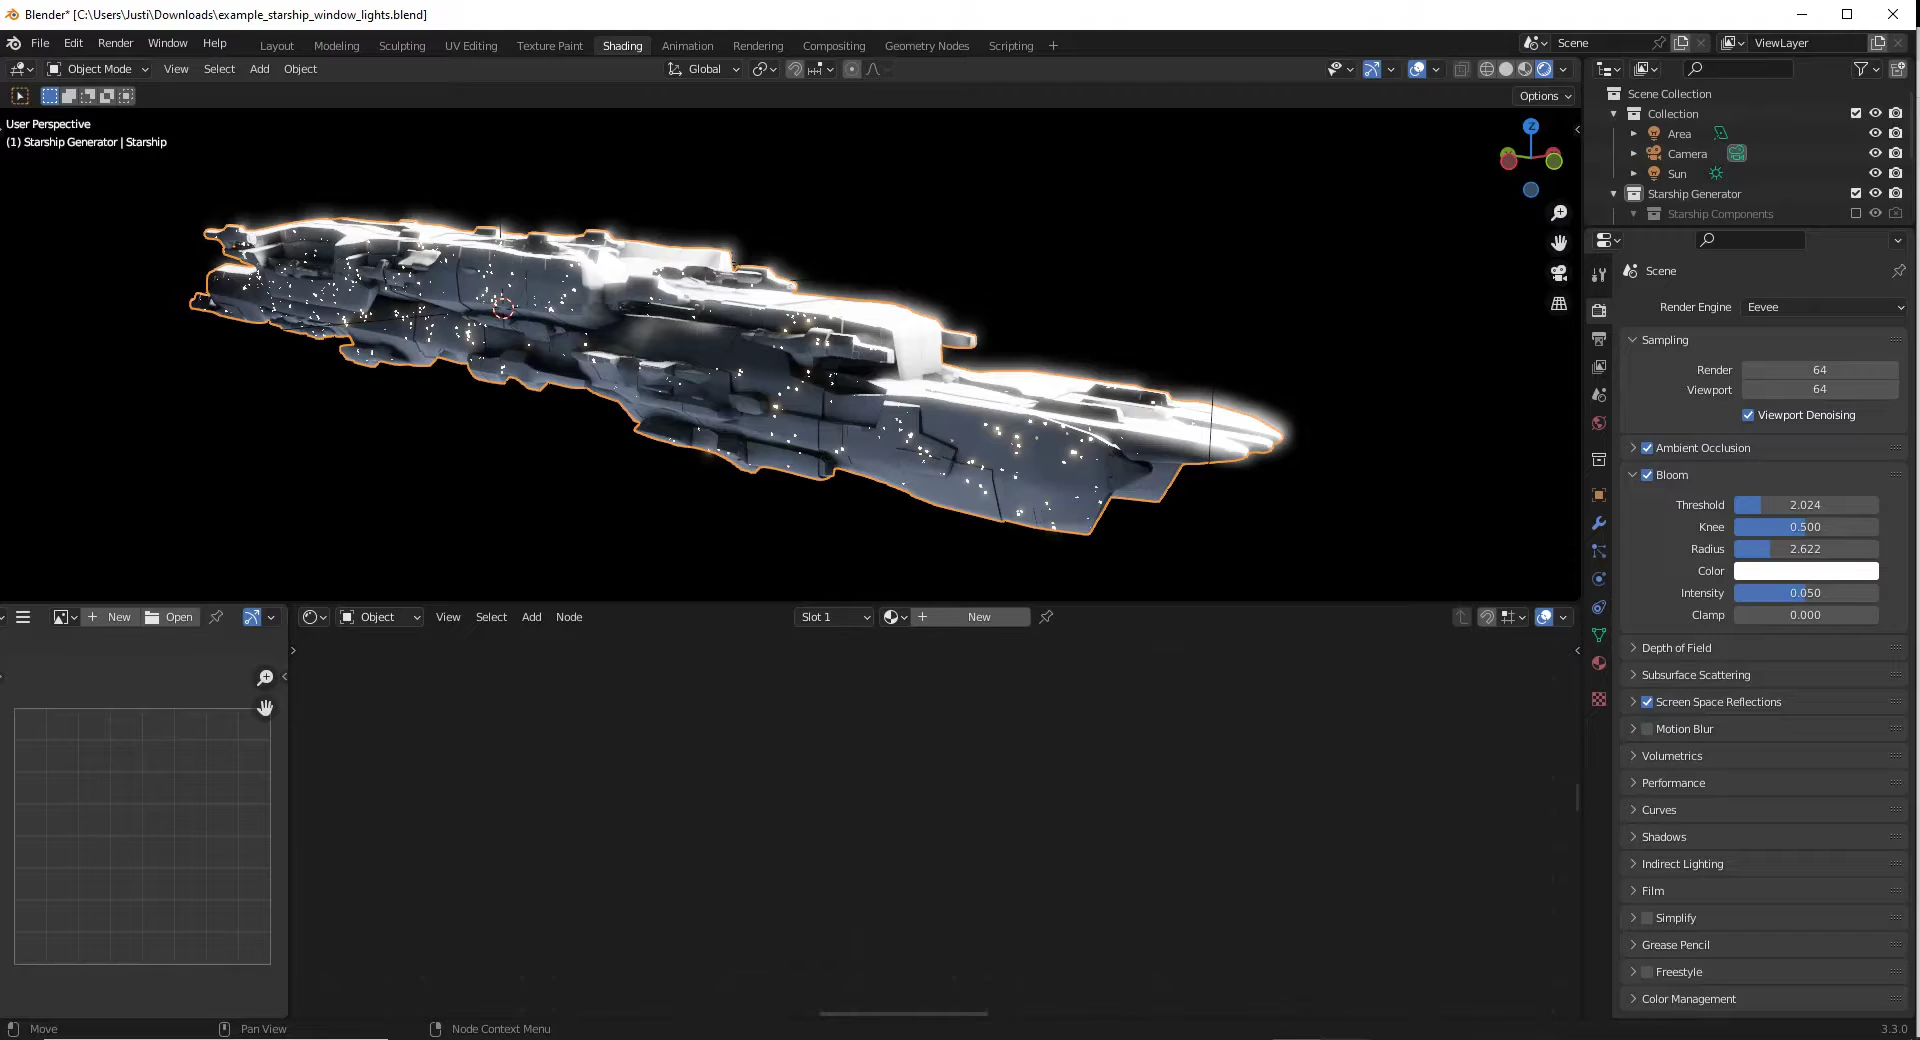 Blender* [C:\Users\Justi\Downloads\example_starship_window_lights.blend]
File Edit Render Window Help Layout Modeling Sculpting UV Editing Texture Paint Shading Animation Rendering Compositing Geometry Nodes Scripting + Scene ViewLayer
Object Mode View Select Add Object Global
Options
User Perspective
(1) Starship Generator | Starship
Z
Scene Collection
Collection
Area
Camera
Sun
Starship Generator
Starship Components
Scene
Render Engine Eevee
Sampling
Render 64
Viewport 64
Viewport Denoising
Ambient Occlusion
Bloom
Threshold 2.024
Knee 0.500
Radius 2.622
Color
Intensity 0.050
Clamp 0.000
Depth of Field
Subsurface Scattering
Screen Space Reflections
Motion Blur
Volumetrics
Performance
Curves
Shadows
Indirect Lighting
Film
Simplify
Grease Pencil
Freestyle
Color Management
New Open
Object View Select Add Node Slot 1 New
Move Pan View Node Context Menu 3.3.0